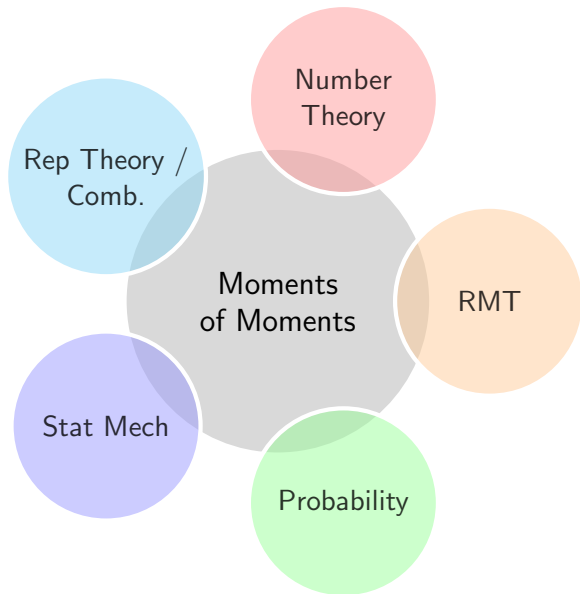 Number
Theory
Rep Theory /
Comb.
Moments
of Moments
RMT
Stat Mech
Probability